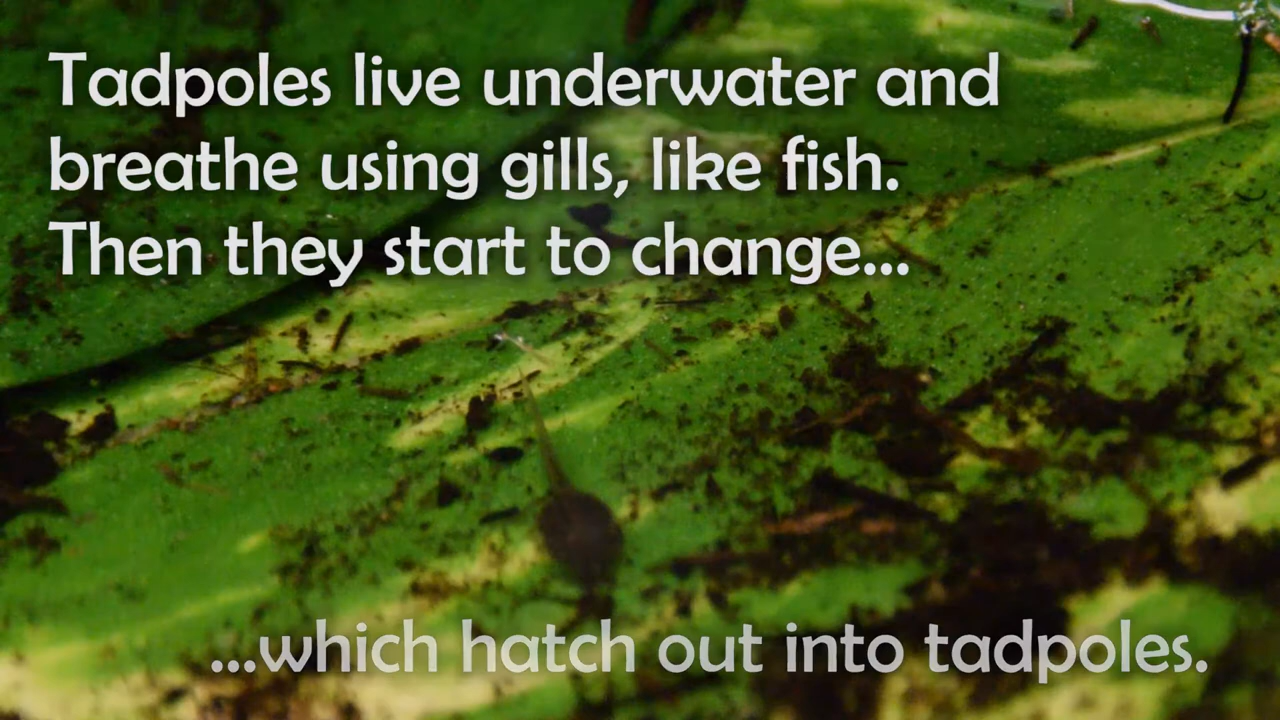 Tadpoles live underwater and
breathe using gills, like fish.
Then they start to change...
...which hatch out into tadpoles.